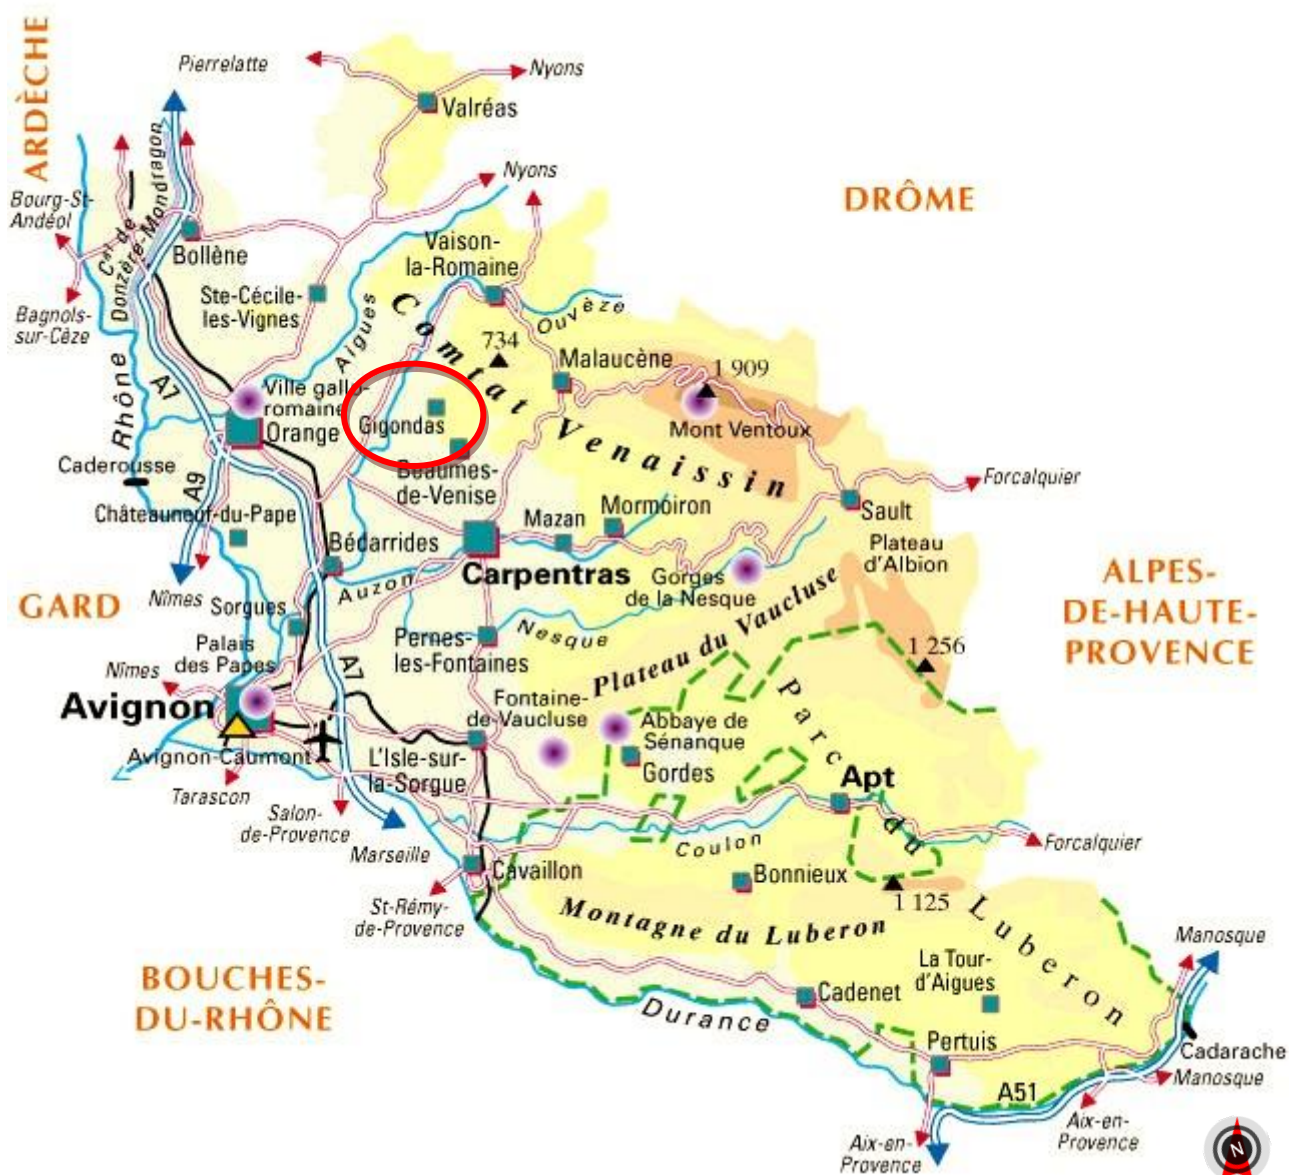 ARDÈCHE
Pierrelatte
Nyons
Valréas
Nyons
DRÔME
Bourg-St-
Andéol
Cal de
Donzère-Mondragon
Bollène
Vaison-
la-Romaine
Ste-Cécile-
les-Vignes
Bagnols-
sur-Cèze
Aigues
Ouvèze
Comtat Venaissin
734
Malaucène
1 909
Mont Ventoux
A7
Rhône
Ville gallo-
romaine
Orange
Gigondas
Beaumes-
de-Venise
Caderousse
A9
Châteauneuf-du-Pape
Forcalquier
Sault
Mormoiron
Mazan
Bédarrides
Carpentras
Auzon
Plateau
d'Albion
Gorges
de la Nesque
ALPES-
DE-HAUTE-
PROVENCE
GARD
Nîmes
Sorgues
Palais
des Papes
Nîmes
Pernes-
les-Fontaines
Nesque
Plateau du Vaucluse
1 256
Avignon
A7
Fontaine-
de-Vaucluse
Abbaye de
Sénanque
Gordes
Parc du Luberon
Avignon-Caumont
L'Isle-sur-
la-Sorgue
Apt
Tarascon
Salon-
de-Provence
Marseille
Coulon
Forcalquier
Cavaillon
Bonnieux
1 125
St-Rémy-
de-Provence
Montagne du Luberon
Manosque
La Tour-
d'Aigues
BOUCHES-
DU-RHÔNE
Cadenet
Durance
Pertuis
Cadarache
Manosque
A51
Aix-en-
Provence
Aix-en-
Provence
N